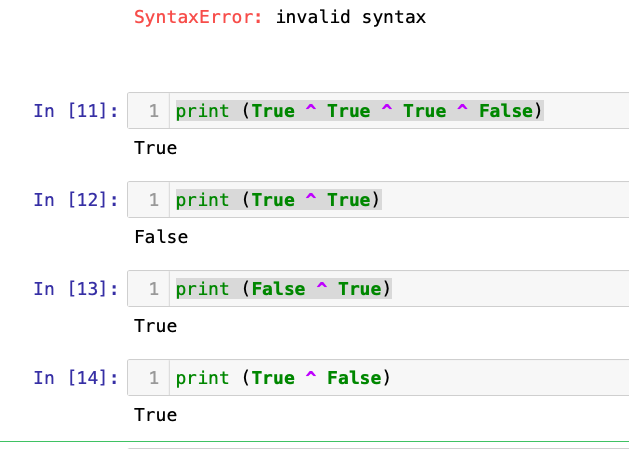 SyntaxError: invalid syntax
In [11]: 1 print (True ^ True ^ True ^ False)
True
In [12]: 1 print (True ^ True)
False
In [13]: 1 print (False ^ True)
True
In [14]: 1 print (True ^ False)
True